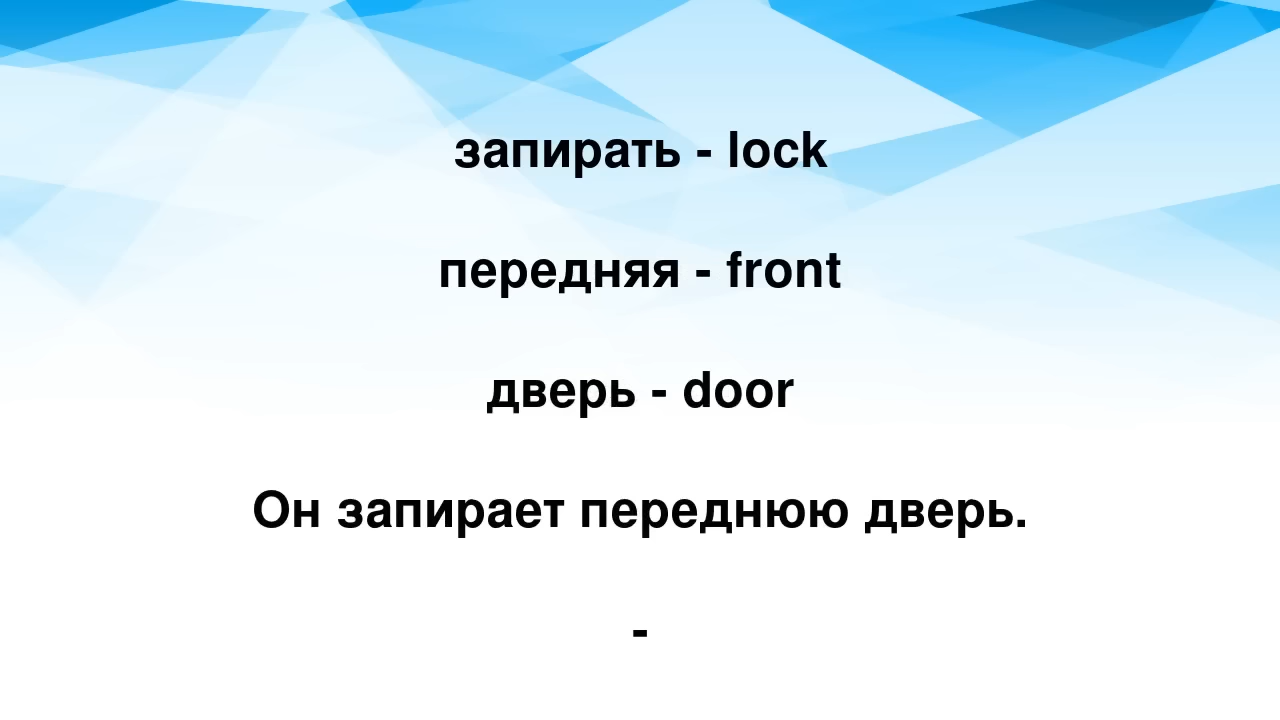 запирать - lock
передняя - front
дверь - door
Он запирает переднюю дверь.
-